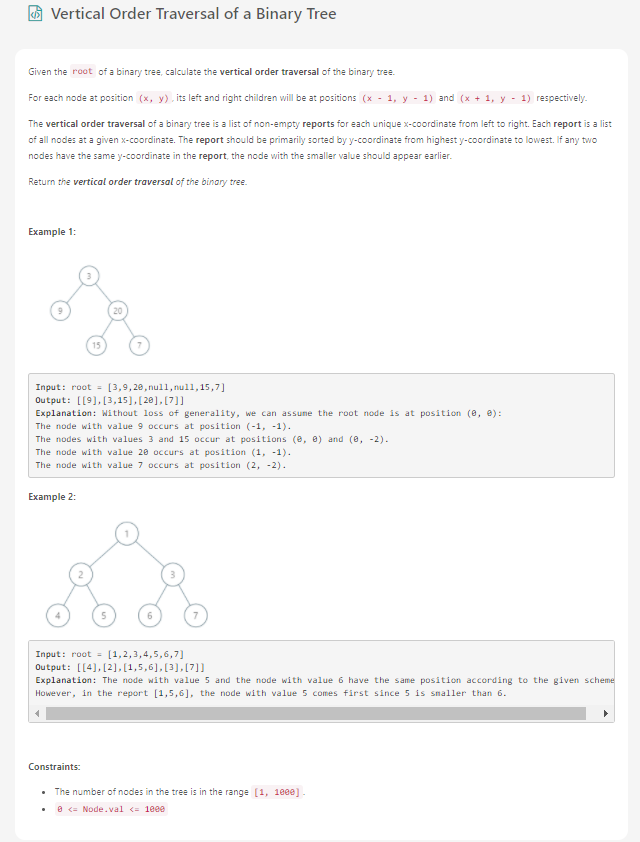 Vertical Order Traversal of a Binary Tree
Given the root of a binary tree, calculate the vertical order traversal of the binary tree.
For each node at position (x, y), its left and right children will be at positions (x - 1, y - 1) and (x + 1, y - 1) respectively.
The vertical order traversal of a binary tree is a list of non-empty reports for each unique x-coordinate from left to right. Each report is a list
of all nodes at a given x-coordinate. The report should be primarily sorted by y-coordinate from highest y-coordinate to lowest. If any two
nodes have the same y-coordinate in the report, the node with the smaller value should appear earlier.
Return the vertical order traversal of the binary tree.
Example 1:
3
9 20
15 7
Input: root = [3,9,20,null,null,15,7]
Output: [[9],[3,15],[20],[7]]
Explanation: Without loss of generality, we can assume the root node is at position (0, 0):
The node with value 9 occurs at position (-1, -1).
The nodes with values 3 and 15 occur at positions (0, 0) and (0, -2).
The node with value 20 occurs at position (1, -1).
The node with value 7 occurs at position (2, -2).
Example 2:
1
2 3
4 5 6 7
Input: root = [1,2,3,4,5,6,7]
Output: [[4],[2],[1,5,6],[3],[7]]
Explanation: The node with value 5 and the node with value 6 have the same position according to the given scheme
However, in the report [1,5,6], the node with value 5 comes first since 5 is smaller than 6.
Constraints:
• The number of nodes in the tree is in the range [1, 1000].
• 0 <= Node.val <= 1000